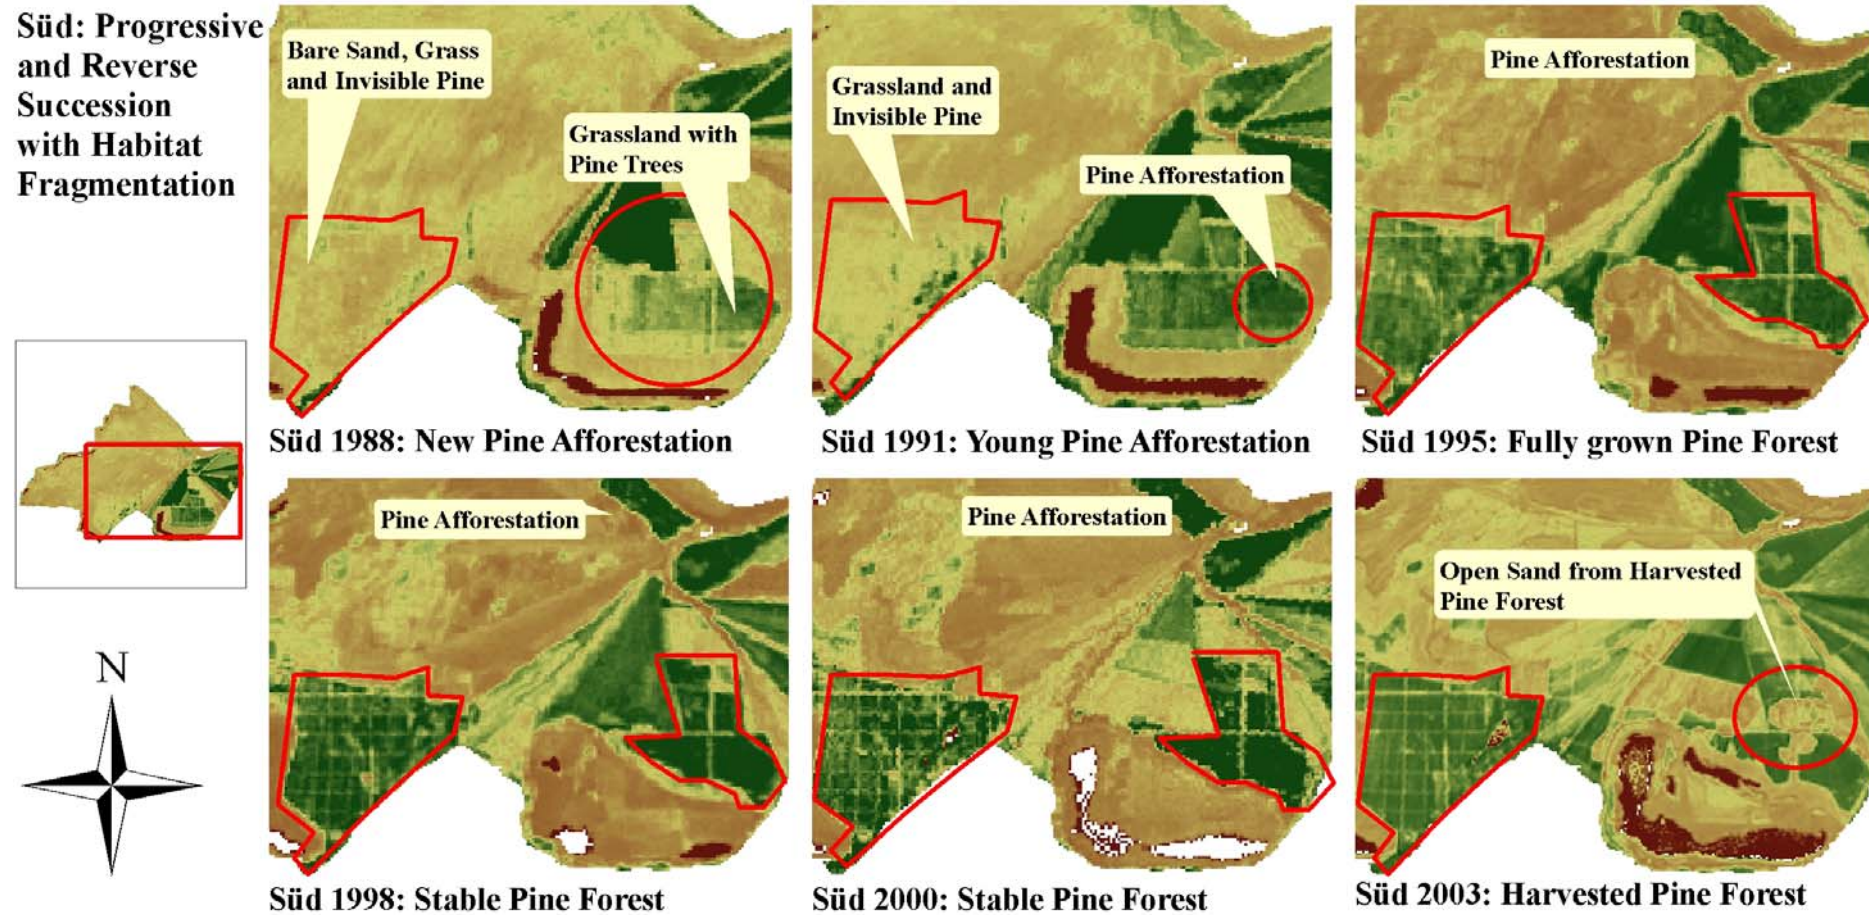 Süd: Progressive
and Reverse
Succession
with Habitat
Fragmentation
Bare Sand, Grass
and Invisible Pine
Grassland with
Pine Trees
Süd 1988: New Pine Afforestation
Grassland and
Invisible Pine
Pine Afforestation
Süd 1991: Young Pine Afforestation
Pine Afforestation
Süd 1995: Fully grown Pine Forest
N
Pine Afforestation
Süd 1998: Stable Pine Forest
Pine Afforestation
Süd 2000: Stable Pine Forest
Open Sand from Harvested
Pine Forest
Süd 2003: Harvested Pine Forest